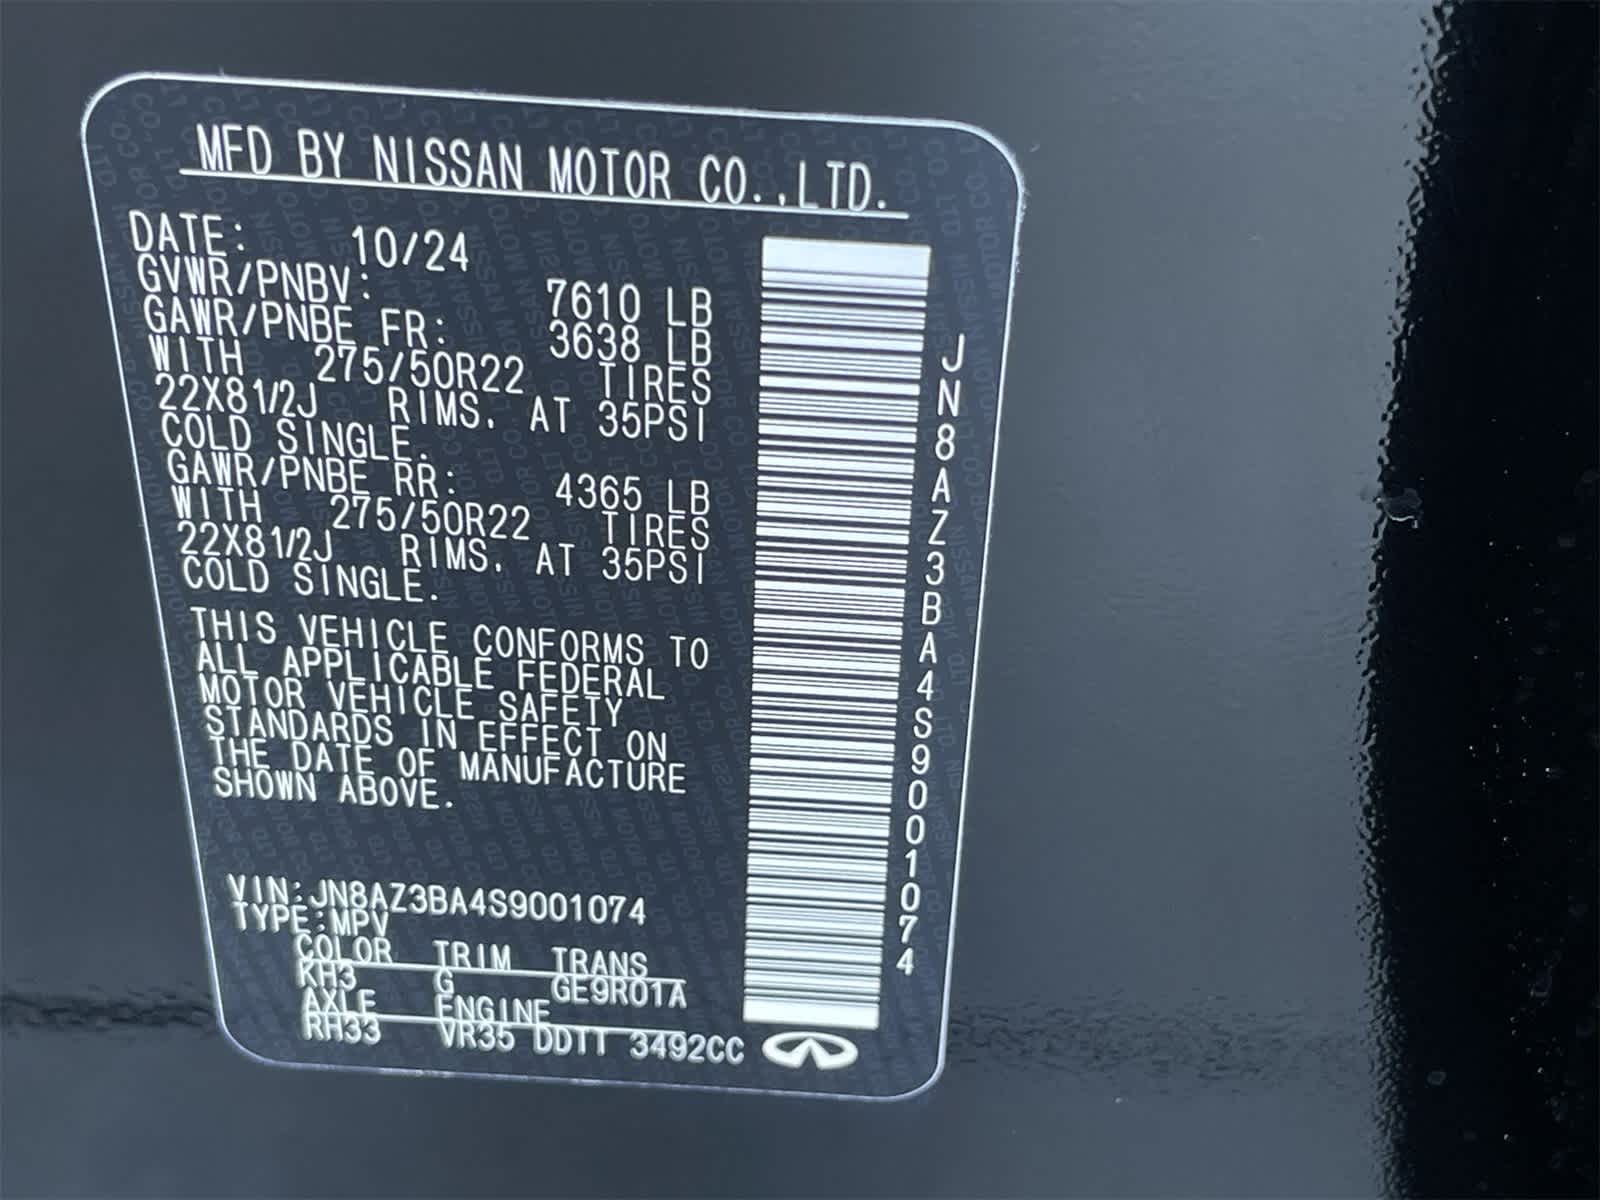 MFD BY NISSAN MOTOR CO.,LTD.
DATE: 10/24
GVWR/PNBV: 7610 LB
GAWR/PNBE FR: 3638 LB
WITH 275/50R22 TIRES
22X81/2J RIMS. AT 35PSI
COLD SINGLE.
GAWR/PNBE RR: 4365 LB
WITH 275/50R22 TIRES
22X81/2J RIMS. AT 35PSI
COLD SINGLE.
THIS VEHICLE CONFORMS TO
ALL APPLICABLE FEDERAL
MOTOR VEHICLE SAFETY
STANDARDS IN EFFECT ON
THE DATE OF MANUFACTURE
SHOWN ABOVE.
VIN:JN8AZ3BA4S9001074
TYPE:MPV
COLOR TRIM TRANS
KH3 G GE9R01A
AXLE ENGINE
RH33 VR35 DDTT 3492CC
JN8AZ3BA4S9001074